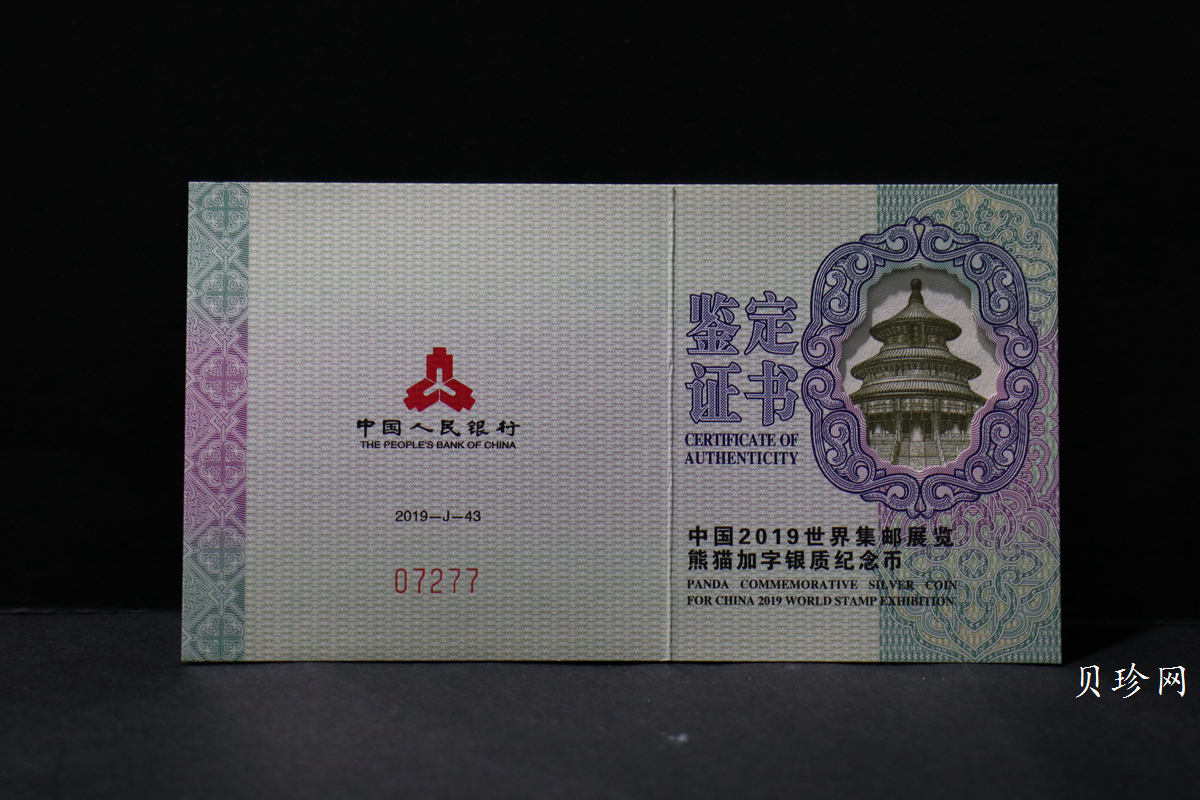 中国人民银行
THE PEOPLE'S BANK OF CHINA
2019-J-43
07277
鉴定
证书
CERTIFICATE OF
AUTHENTICITY
中国2019世界集邮展览
熊猫加字银质纪念币
PANDA COMMEMORATIVE SILVER COIN
FOR CHINA 2019 WORLD STAMP EXHIBITION
贝珍网